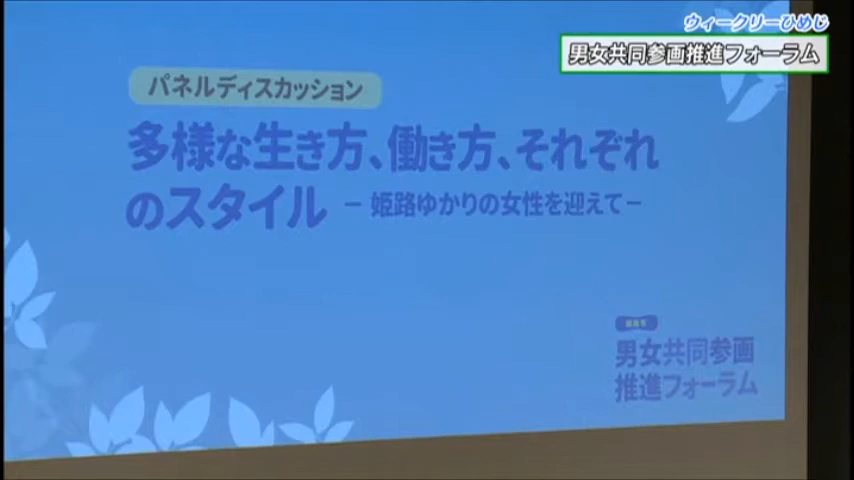 ウィークリーひめじ
男女共同参画推進フォーラム
パネルディスカッション
多様な生き方、働き方、それぞれ
のスタイル － 姫路ゆかりの女性を迎えて－
男女共同参画
推進フォーラム